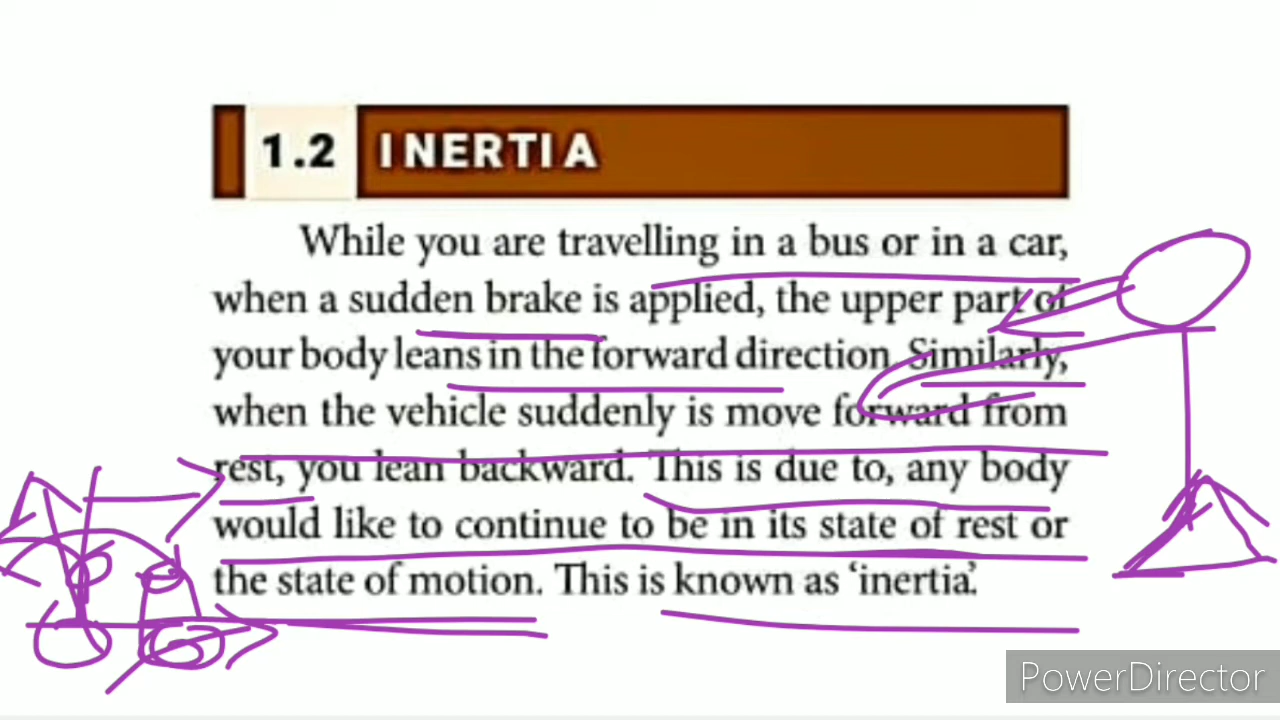 1.2 INERTIA
While you are travelling in a bus or in a car,
when a sudden brake is applied, the upper part of
your body leans in the forward direction. Similarly,
when the vehicle suddenly is move forward from
rest, you lean backward. This is due to, any body
would like to continue to be in its state of rest or
the state of motion. This is known as ‘inertia’.
PowerDirector